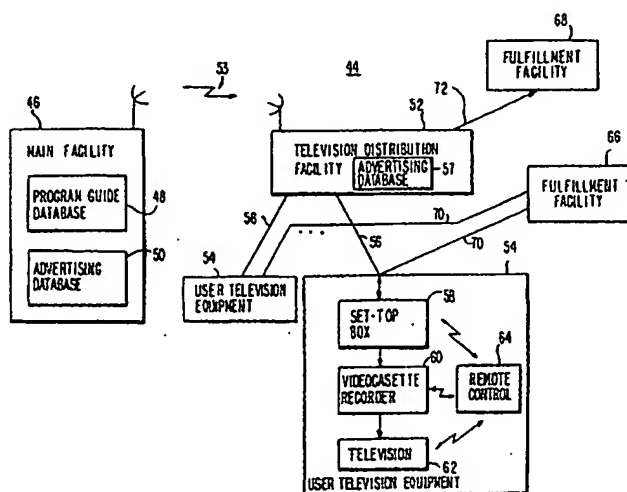 68
53
44
FULFILLMENT
FACILITY
46
72
52
MAIN FACILITY
TELEVISION DISTRIBUTION
FACILITY
ADVERTISING
DATABASE
57
66
PROGRAM GUIDE
DATABASE
48
FULFILLMENT
FACILITY
56
70
50
ADVERTISING
DATABASE
54
...
56
70
54
USER TELEVISION
EQUIPMENT
58
SET-TOP
BOX
64
60
VIDEOCASETTE
RECORDER
REMOTE
CONTROL
TELEVISION
62
USER TELEVISION EQUIPMENT